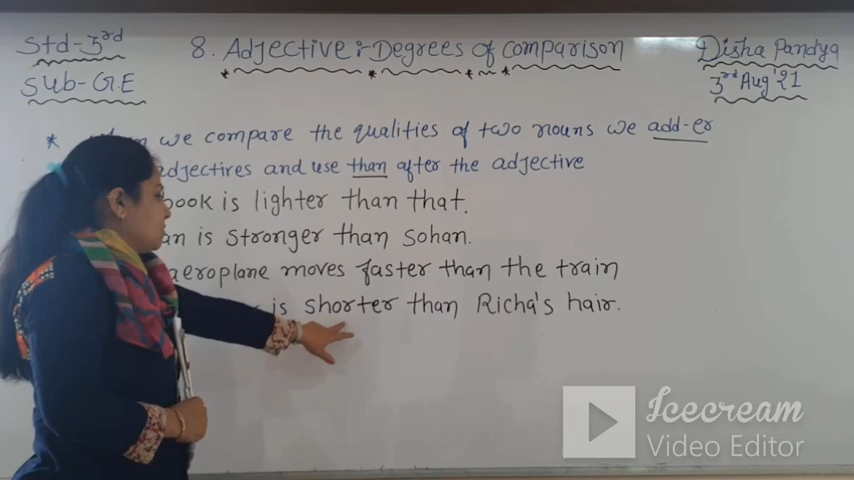 Std-3rd
8. Adjective:-Degrees of comparison
Disha Pandya
Sub-GE
3rd Aug'21
* we compare the qualities of two nouns we add-er
adjectives and use than after the adjective
book is lighter than that.
is stronger than Sohan.
aeroplane moves faster than the train
is shorter than Richa's hair.
Icecream
Video Editor